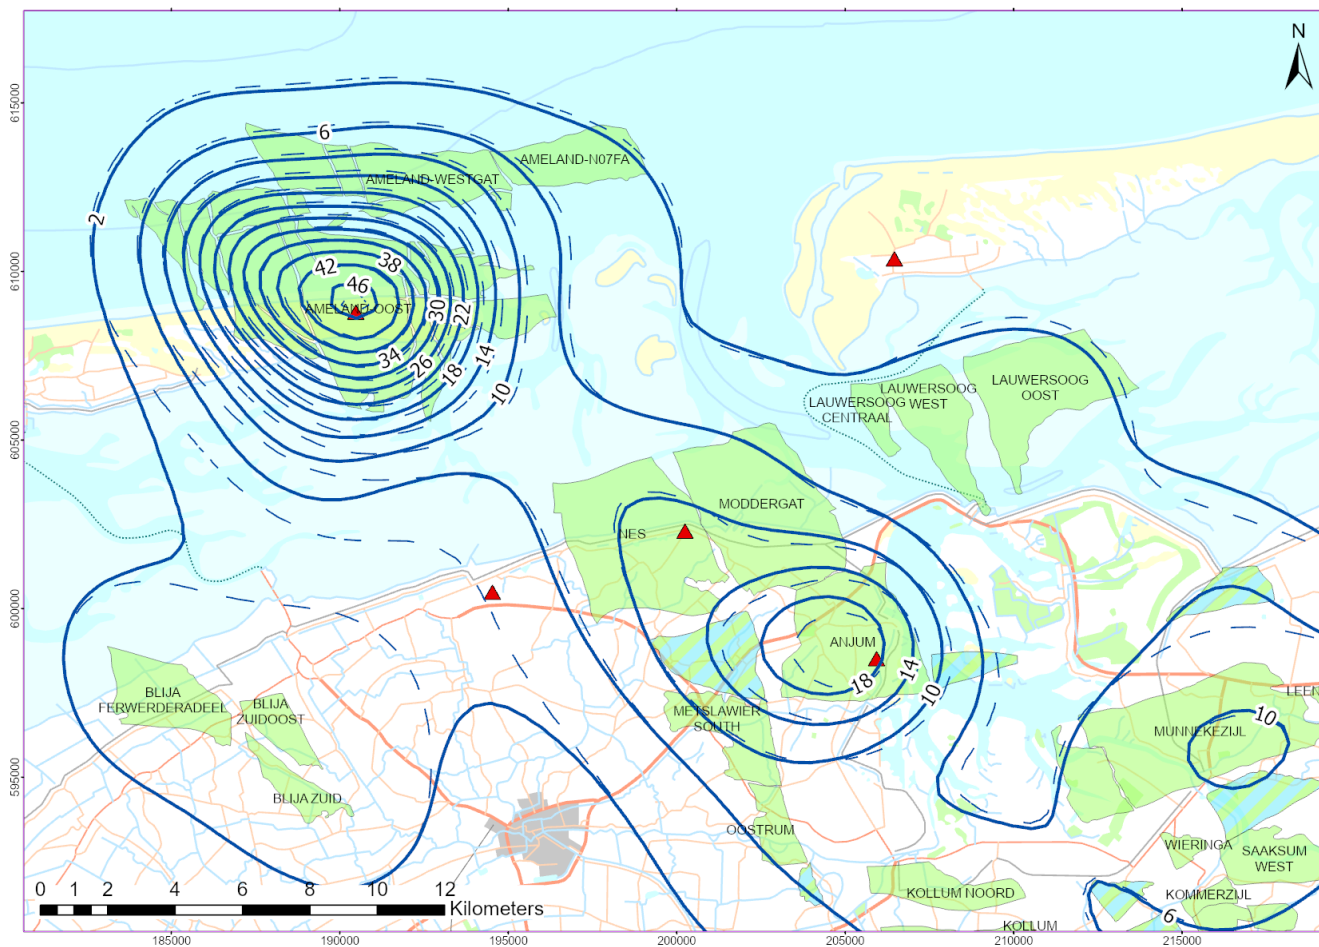 N
615000
610000
605000
600000
595000
6
AMELAND-N07FA
AMELAND-WESTGAT
2
42
38
46
AMELAND-OOST
30
22
34
26
18
14
10
LAUWERSOOG
OOST
LAUWERSOOG
WEST
LAUWERSOOG
CENTRAAL
MODDERGAT
NES
ANJUM
18
14
10
METSLAWIER
SOUTH
BLIJA
FERWERDERADEEL
BLIJA
ZUIDOOST
BLIJA ZUID
OOSTRUM
LEEN
MUNNEKEZIJL
10
WIERINGA
SAAKSUM
WEST
KOLLUM NOORD
KOMMERZIJL
6
KOLLUM
0 1 2 4 6 8 10 12
Kilometers
185000 190000 195000 200000 205000 210000 215000